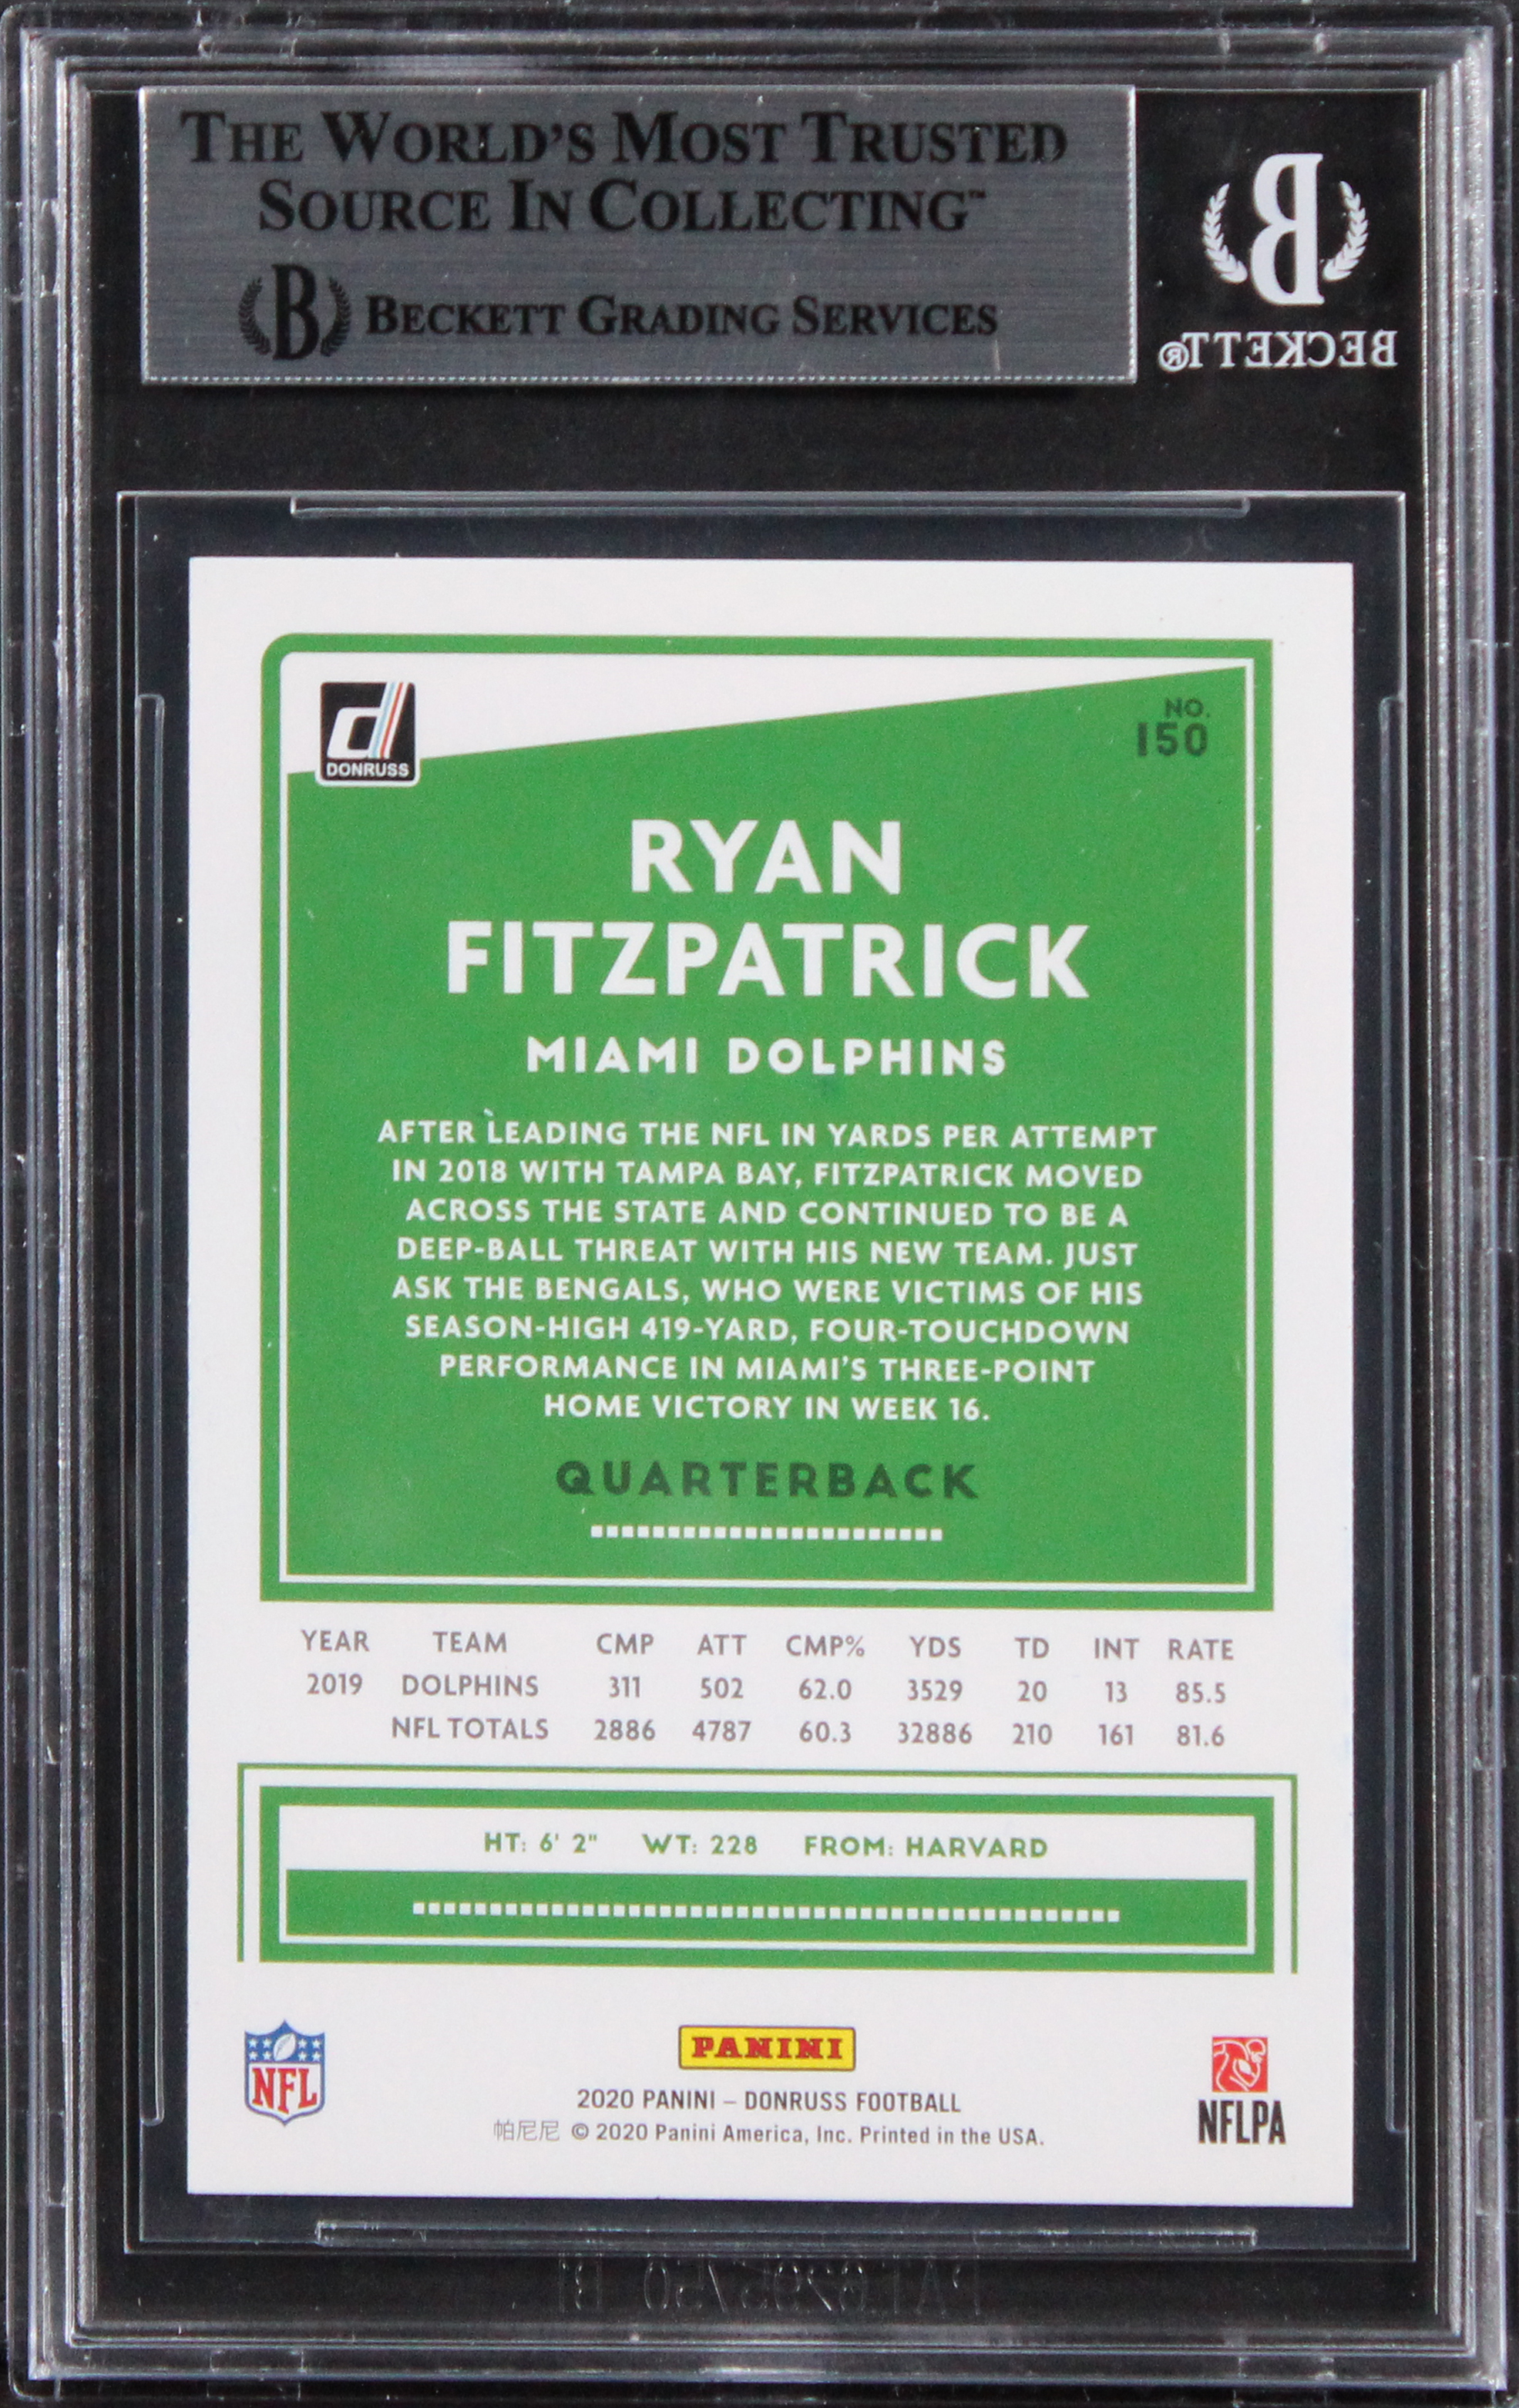 THE WORLD'S MOST TRUSTED
SOURCE IN COLLECTING™
B BECKETT GRADING SERVICES
B
BECKETT®
d
DONRUSS
NO.
150
RYAN
FITZPATRICK
MIAMI DOLPHINS
AFTER LEADING THE NFL IN YARDS PER ATTEMPT
IN 2018 WITH TAMPA BAY, FITZPATRICK MOVED
ACROSS THE STATE AND CONTINUED TO BE A
DEEP-BALL THREAT WITH HIS NEW TEAM. JUST
ASK THE BENGALS, WHO WERE VICTIMS OF HIS
SEASON-HIGH 419-YARD, FOUR-TOUCHDOWN
PERFORMANCE IN MIAMI'S THREE-POINT
HOME VICTORY IN WEEK 16.
QUARTERBACK
YEAR TEAM CMP ATT CMP% YDS TD INT RATE
2019 DOLPHINS 311 502 62.0 3529 20 13 85.5
NFL TOTALS 2886 4787 60.3 32886 210 161 81.6
HT: 6' 2" WT: 228 FROM: HARVARD
NFL
PANINI
2020 PANINI – DONRUSS FOOTBALL
帕尼尼 © 2020 Panini America, Inc. Printed in the USA.
NFLPA